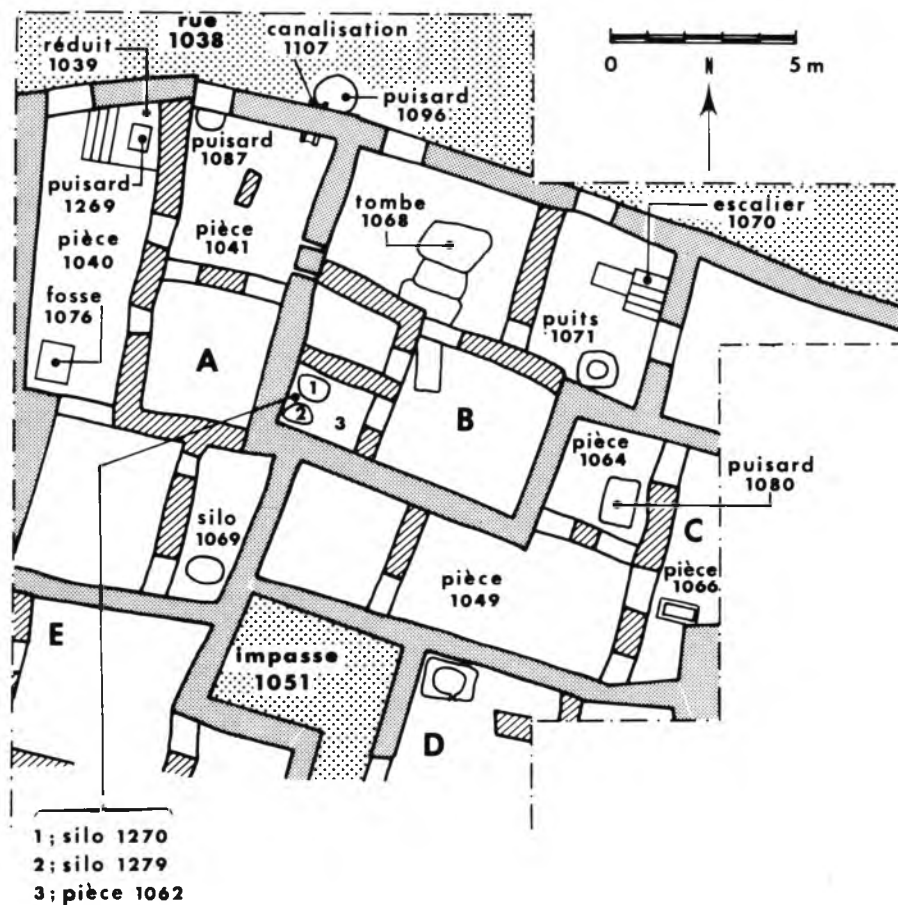 rue
1038
canalisation
1107
réduit
1039
puisard
1096
0 5 m
N
puisard
1087
puisard
1269
tombe
1068
escalier
1070
pièce
1040
pièce
1041
fosse
1076
puits
1071
A
1
2
3
B
pièce
1064
puisard
1080
silo
1069
C
pièce
1049
pièce
1066
E
impasse
1051
D
1 ; silo 1270
2 ; silo 1279
3 ; pièce 1062